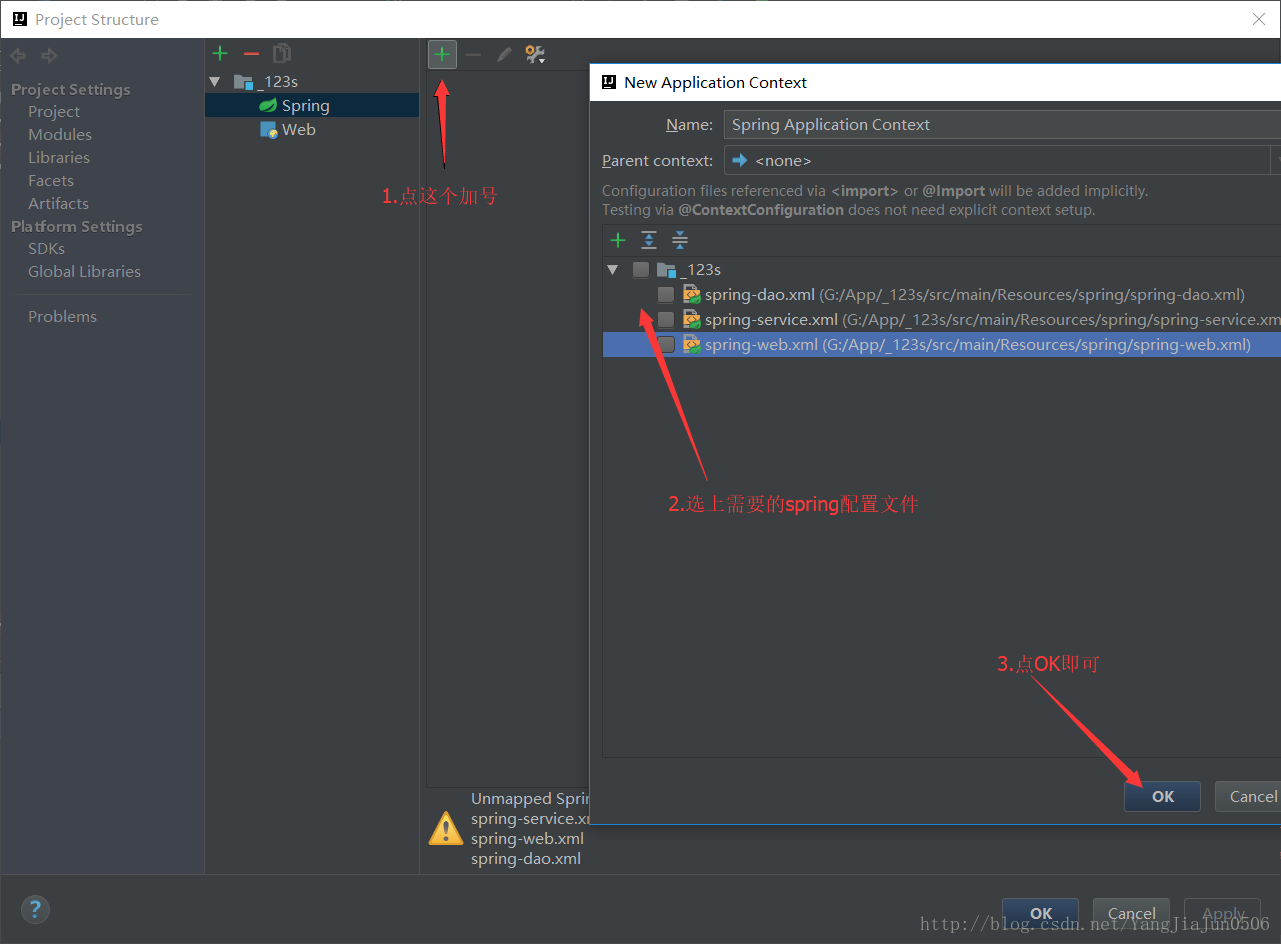 Project Structure
Project Settings
Project
Modules
Libraries
Facets
Artifacts
Platform Settings
SDKs
Global Libraries
Problems
_123s
Spring
Web
1.点这个加号
New Application Context
Name: Spring Application Context
Parent context: <none>
Configuration files referenced via <import> or @Import will be added implicitly.
Testing via @ContextConfiguration does not need explicit context setup.
_123s
spring-dao.xml (G:/App/_123s/src/main/Resources/spring/spring-dao.xml)
spring-service.xml (G:/App/_123s/src/main/Resources/spring/spring-service.xm
spring-web.xml (G:/App/_123s/src/main/Resources/spring/spring-web.xml)
2.选上需要的spring配置文件
3.点OK即可
OK Cancel
Unmapped Sprin
spring-service.x
spring-web.xml
spring-dao.xml
?
OK Cancel Apply
http://blog.csdn.net/YangJiaJun0506